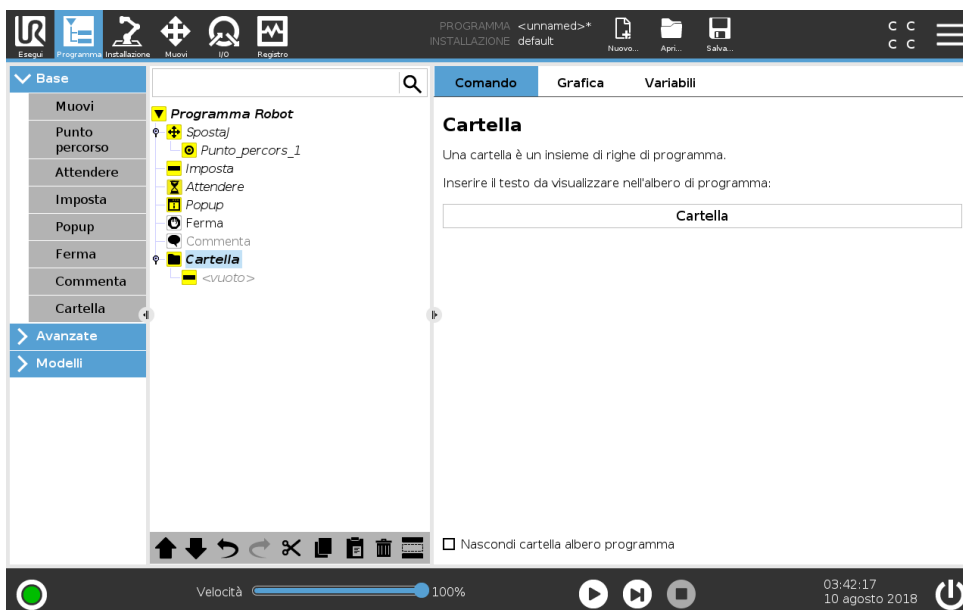 PROGRAMMA <unnamed>*
INSTALLAZIONE default
Esegui
Programma
Installazione
Muovi
I/O
Registro
Nuovo...
Apri...
Salva...
C C
C C
Base
Muovi
Punto
percorso
Attendere
Imposta
Popup
Ferma
Commenta
Cartella
Avanzate
Modelli
Programma Robot
SpostaJ
Punto_percors_1
Imposta
Attendere
Popup
Ferma
Commenta
Cartella
<vuoto>
Comando
Grafica
Variabili
Cartella
Una cartella è un insieme di righe di programma.
Inserire il testo da visualizzare nell'albero di programma:
Cartella
Nascondi cartella albero programma
Velocità
100%
03:42:17
10 agosto 2018